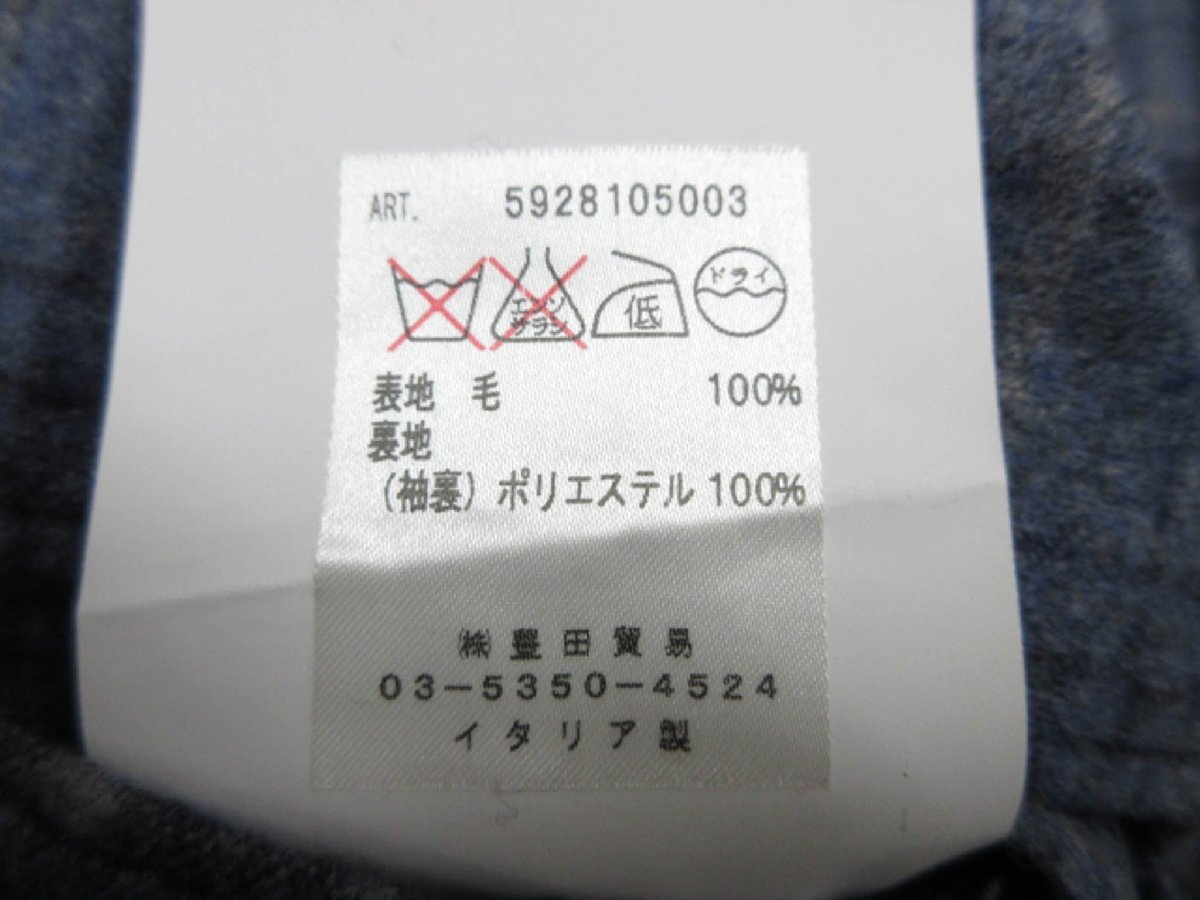 ART. 5928105003
エンソ サラシ 低 ドライ
表地 毛 100%
裏地
(袖裏) ポリエステル 100%
㈱豊田貿易
03-5350-4524
イタリア製